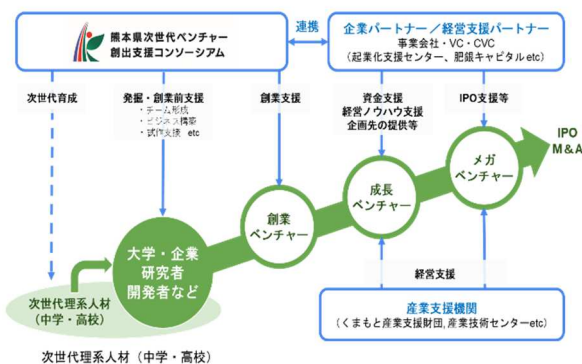 熊本県次世代ベンチャー
創出支援コンソーシアム
連携
企業パートナー／経営支援パートナー
事業会社・VC・CVC
（起業化支援センター、肥銀キャピタル etc）
次世代育成
発掘・創業前支援
・チーム形成
・ビジネス構築
・試作支援 etc
創業支援
資金支援
経営ノウハウ支援
企画先の提供等
IPO支援等
IPO
M&A
メガ
ベンチャー
成長
ベンチャー
創業
ベンチャー
大学・企業
研究者
開発者など
次世代理系人材
（中学・高校）
経営支援
産業支援機関
（くまもと産業支援財団, 産業技術センターetc）
次世代理系人材（中学・高校）